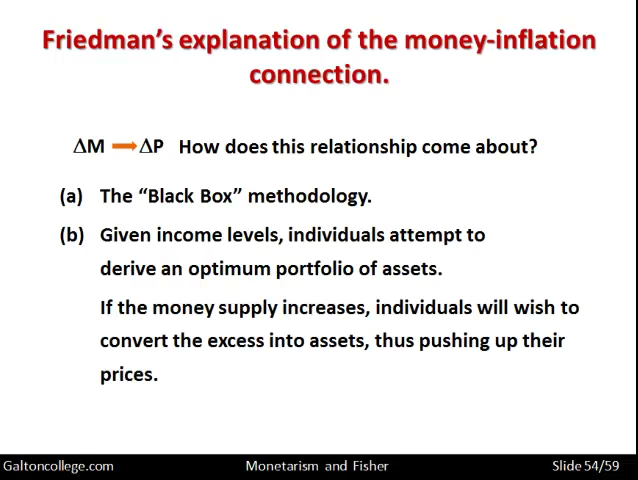 Friedman's explanation of the money-inflation
connection.
ΔM → ΔP How does this relationship come about?
(a) The "Black Box" methodology.
(b) Given income levels, individuals attempt to
derive an optimum portfolio of assets.
If the money supply increases, individuals will wish to
convert the excess into assets, thus pushing up their
prices.
Galtoncollege.com Monetarism and Fisher Slide 54/59